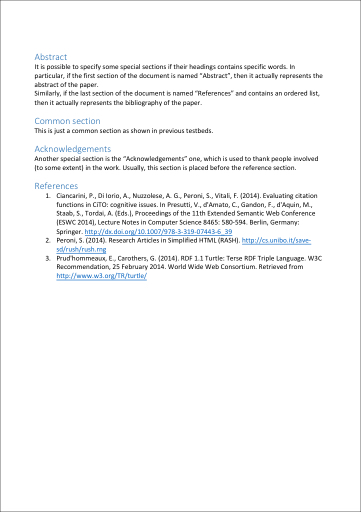 Abstract
It is possible to specify some special sections if their headings contains specific words. In
particular, if the first section of the document is named "Abstract", then it actually represents the
abstract of the paper.
Similarly, if the last section of the document is named "References" and contains an ordered list,
then it actually represents the bibliography of the paper.
Common section
This is just a common section as shown in previous testbeds.
Acknowledgements
Another special section is the "Acknowledgements" one, which is used to thank people involved
(to some extent) in the work. Usually, this section is placed before the reference section.
References
1. Ciancarini, P., Di Iorio, A., Nuzzolese, A. G., Peroni, S., Vitali, F. (2014). Evaluating citation
functions in CiTO: cognitive issues. In Presutti, V., d'Amato, C., Gandon, F., d'Aquin, M.,
Staab, S., Tordai, A. (Eds.), Proceedings of the 11th Extended Semantic Web Conference
(ESWC 2014), Lecture Notes in Computer Science 8465: 580-594. Berlin, Germany:
Springer. http://dx.doi.org/10.1007/978-3-319-07443-6_39
2. Peroni, S. (2014). Research Articles in Simplified HTML (RASH). http://cs.unibo.it/save-
sd/rush/rush.rng
3. Prud'hommeaux, E., Carothers, G. (2014). RDF 1.1 Turtle: Terse RDF Triple Language. W3C
Recommendation, 25 February 2014. World Wide Web Consortium. Retrieved from
http://www.w3.org/TR/turtle/